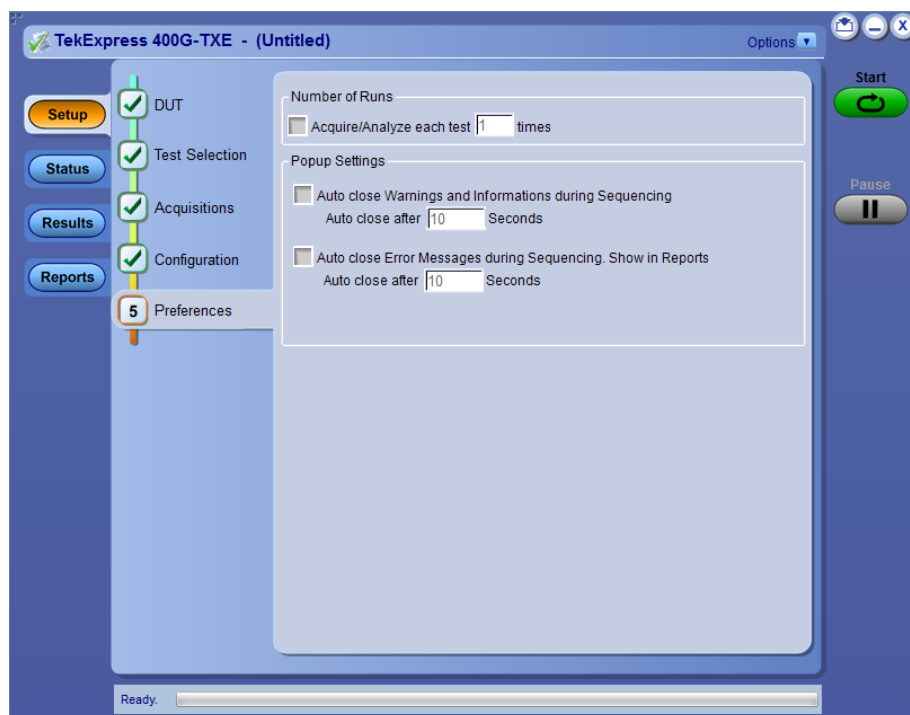 TekExpress 400G-TXE - (Untitled)
Options
X
Start
Setup
Status
Results
Reports
DUT
Test Selection
Acquisitions
Configuration
5 Preferences
Number of Runs
Acquire/Analyze each test 1 times
Popup Settings
Auto close Warnings and Informations during Sequencing
Auto close after 10 Seconds
Auto close Error Messages during Sequencing. Show in Reports
Auto close after 10 Seconds
Pause
Ready.